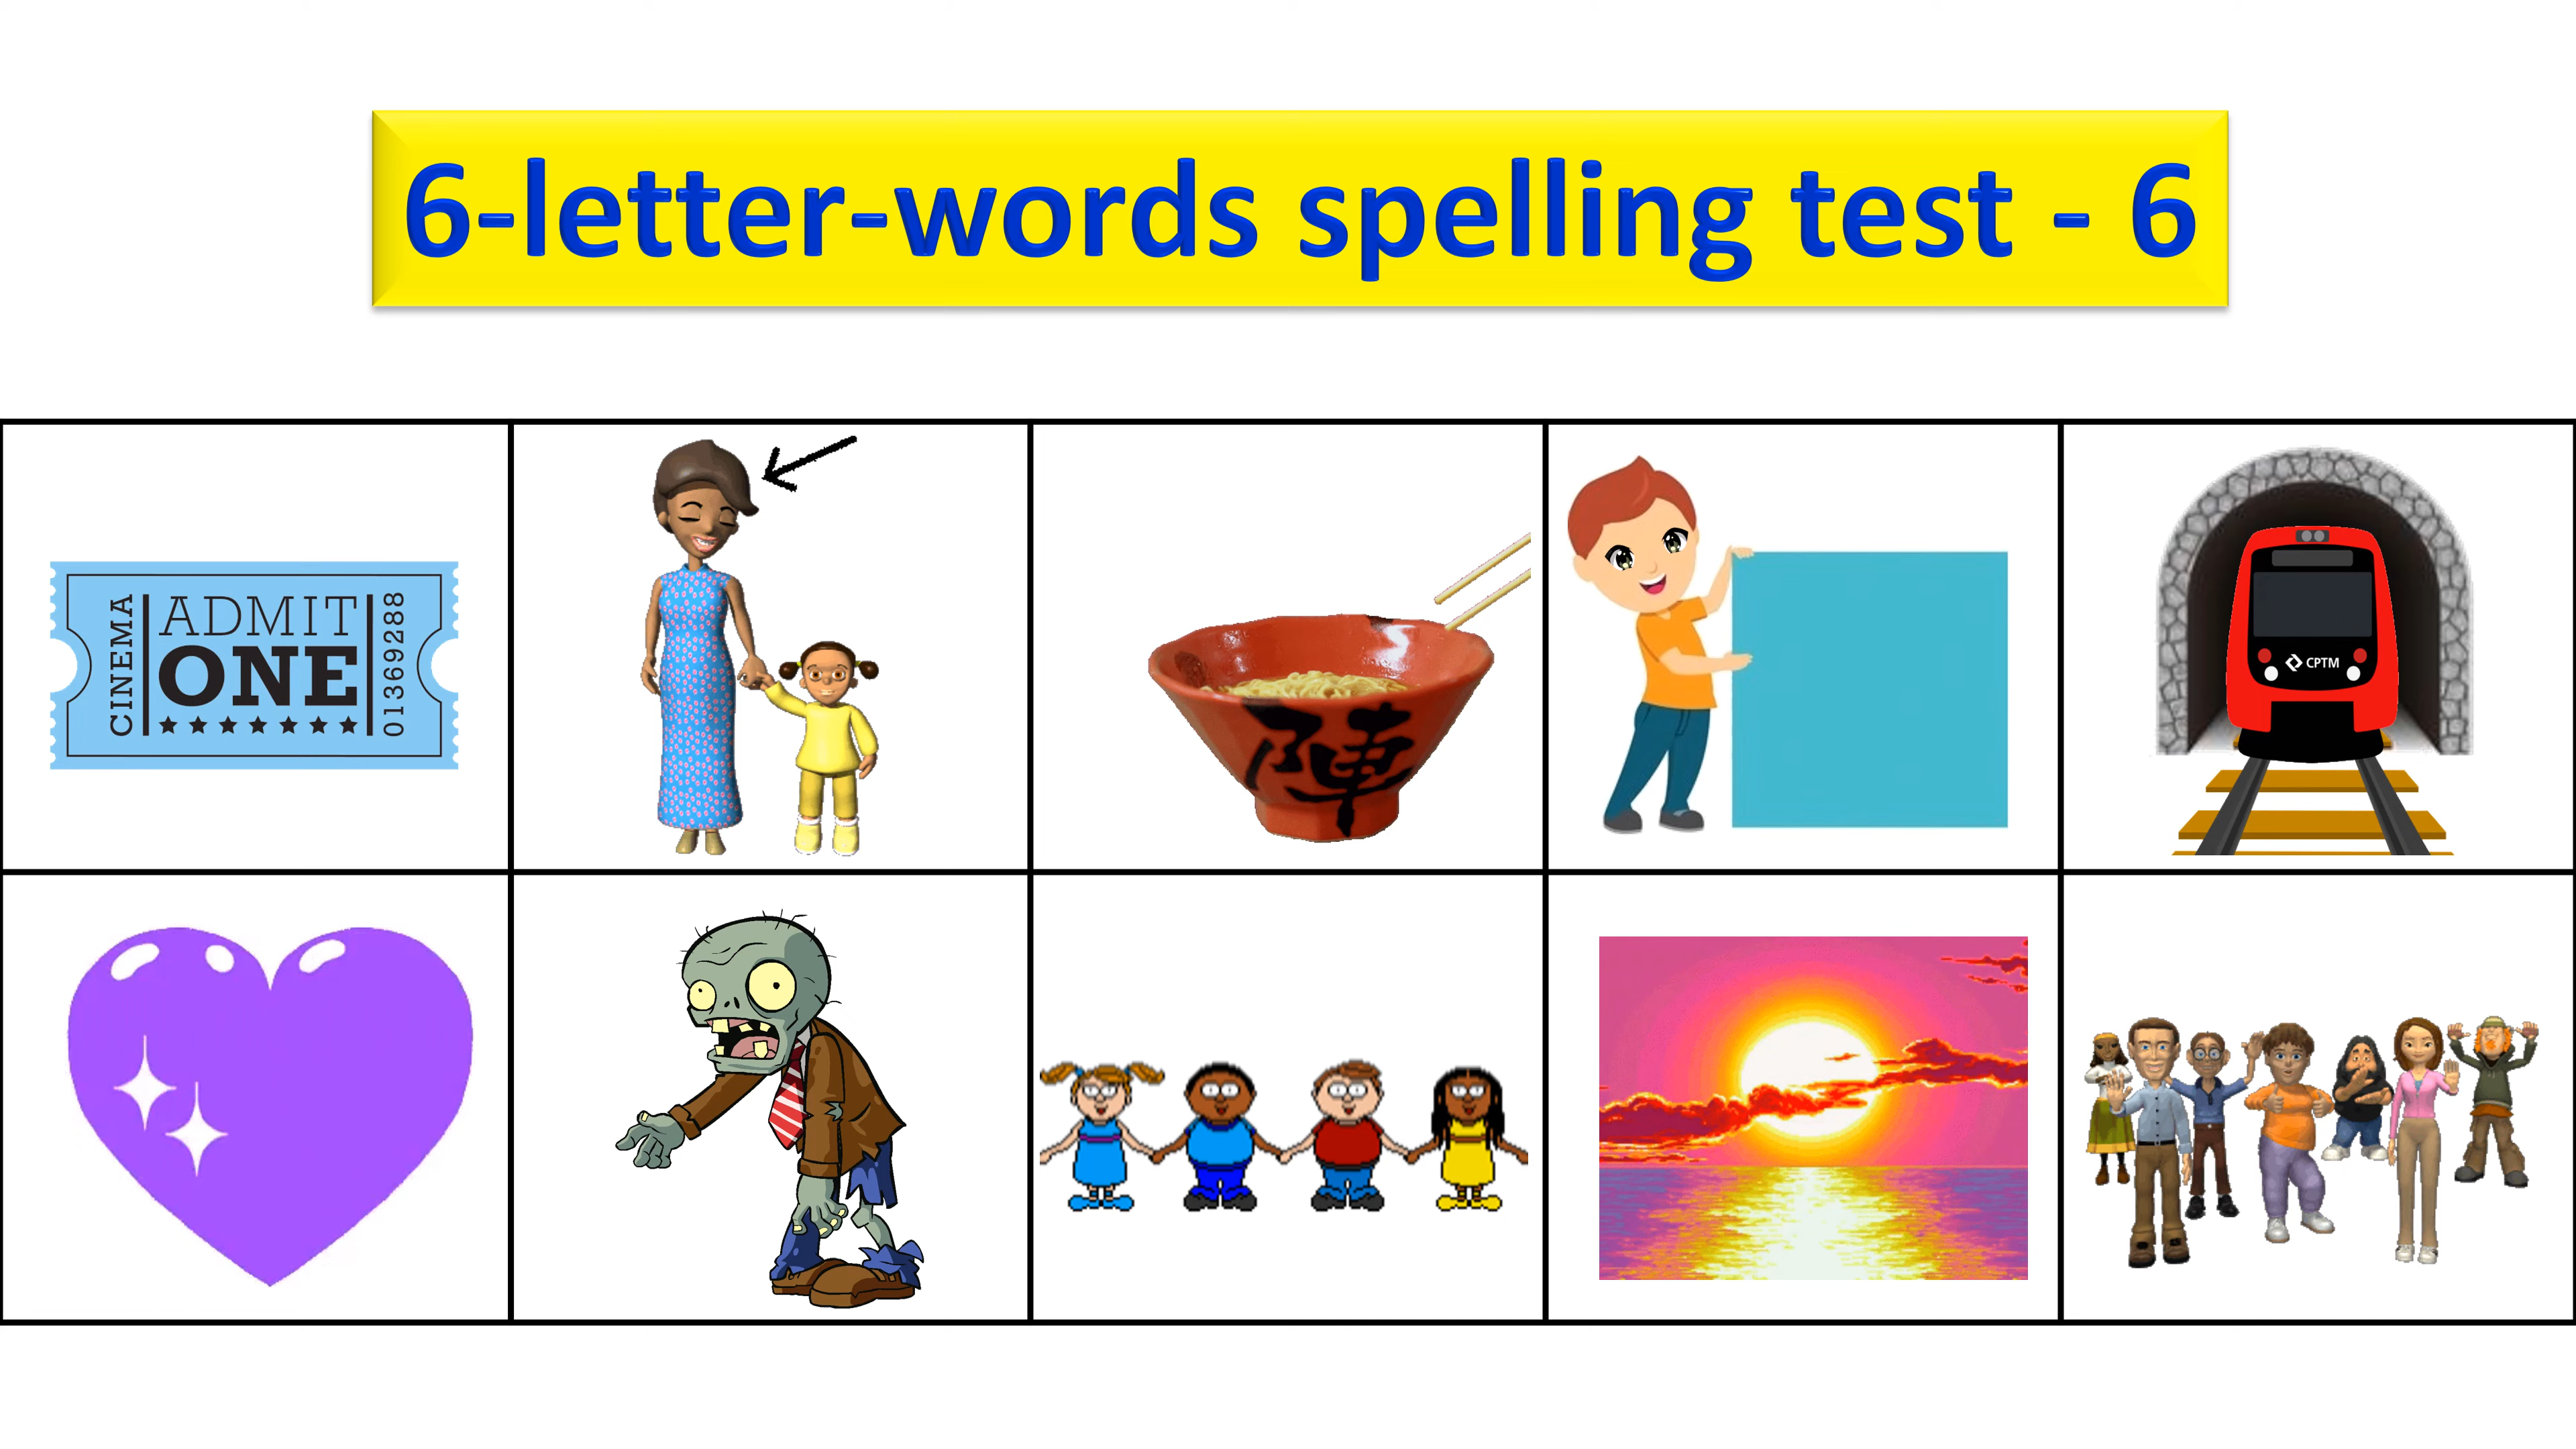 6-letter-words spelling test - 6
CINEMA
ADMIT
ONE
01369288
陣
CPTM